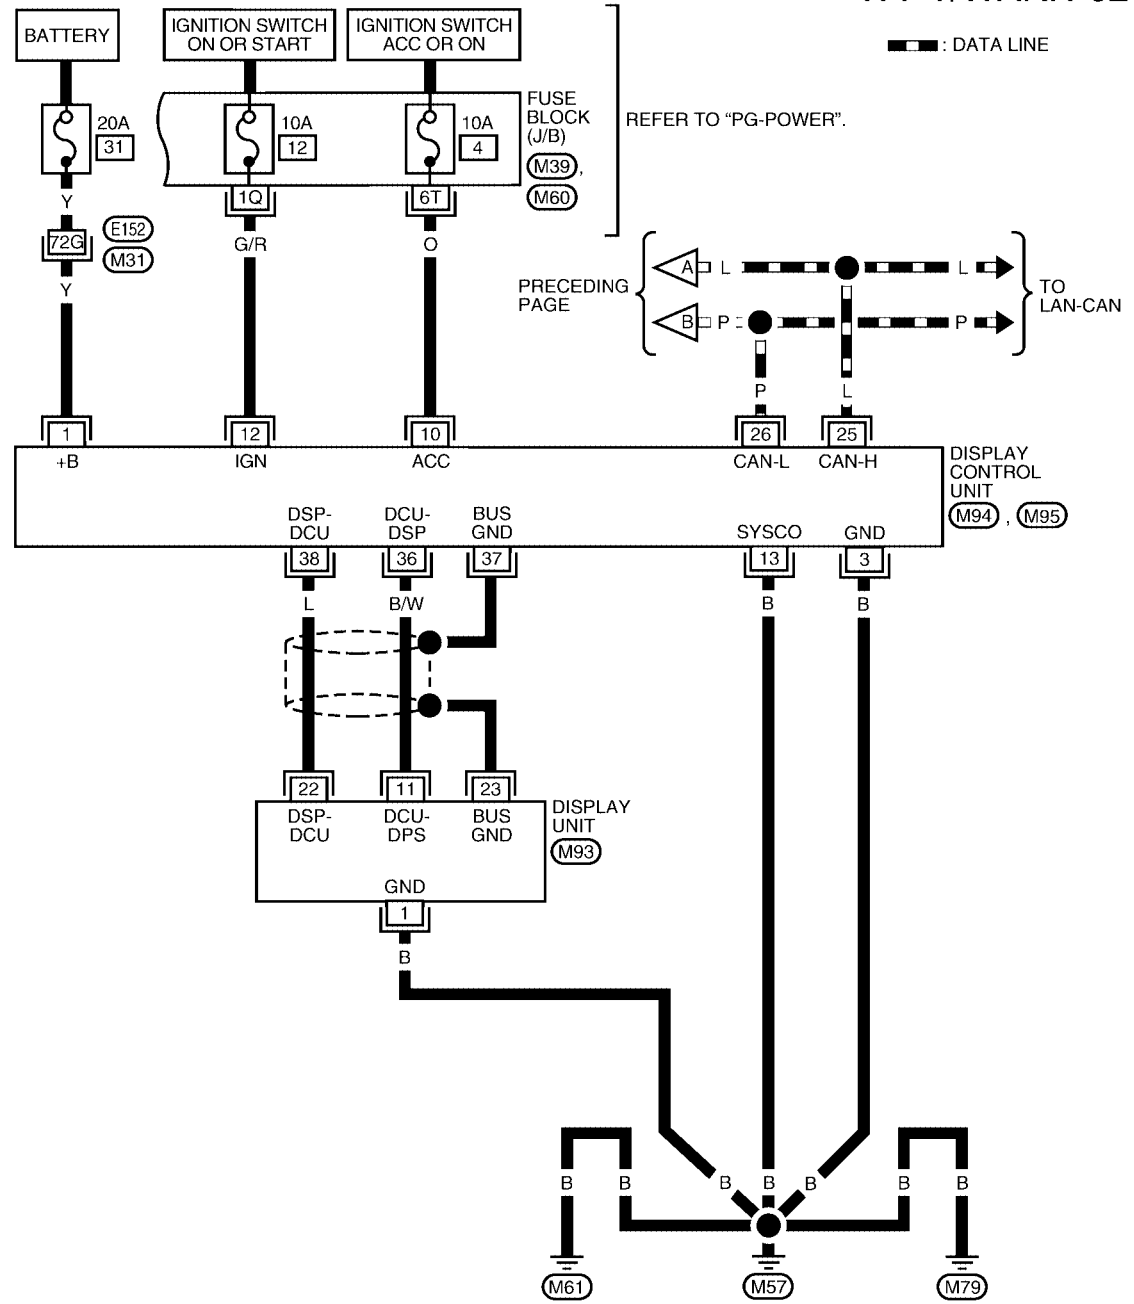 BATTERY
IGNITION SWITCH
ON OR START
IGNITION SWITCH
ACC OR ON
: DATA LINE
20A
31
10A
12
10A
4
FUSE
BLOCK
(J/B)
M39 ,
M60
REFER TO “PG-POWER”.
1Q
6T
Y
72G
E152
M31
G/R
O
Y
PRECEDING
PAGE
A
L
L
B
P
P
TO
LAN-CAN
P
L
1
12
10
26
25
+B
IGN
ACC
CAN-L
CAN-H
DISPLAY
CONTROL
UNIT
M94 , M95
DSP-
DCU
DCU-
DSP
BUS
GND
SYSCO
GND
38
36
37
13
3
L
B/W
B
B
22
11
23
DSP-
DCU
DCU-
DPS
BUS
GND
DISPLAY
UNIT
M93
GND
1
B
B
B
B
B
B
B
B
M61
M57
M79